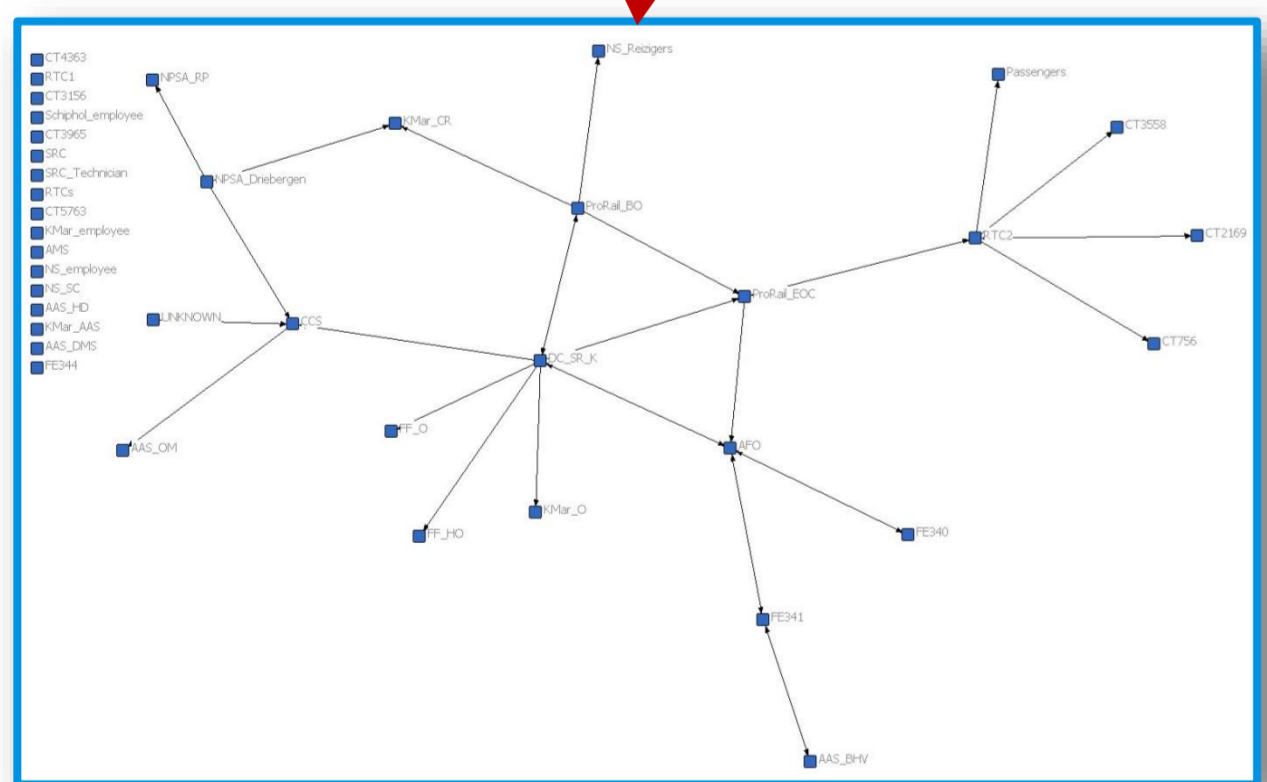 CT4363
RTC1
CT3156
Schiphol_employee
CT3965
SRC
SRC_Technician
RTCs
CT5763
KMar_employee
AMS
NS_employee
NS_SC
AAS_HD
KMar_AAS
AAS_DMS
FE344
NS_Reizigers
Passengers
NPSA_RP
KMar_CR
CT3558
NPSA_Driebergen
ProRail_BO
RTC2
CT2169
ProRail_EOC
UNKNOWN
CCS
CT756
DC_SR_K
FF_O
AAS_OM
AFO
KMar_O
FF_HO
FE340
FE341
AAS_BHV